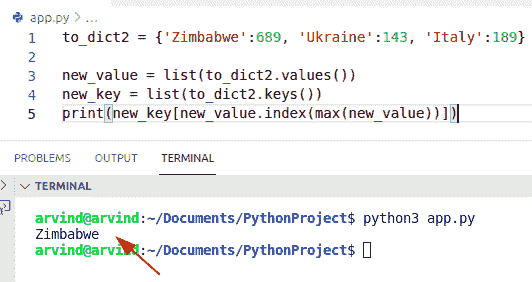 app.py ...
1 to_dict2 = {'Zimbabwe':689, 'Ukraine':143, 'Italy':189}
2
3 new_value = list(to_dict2.values())
4 new_key = list(to_dict2.keys())
5 print(new_key[new_value.index(max(new_value))])
PROBLEMS OUTPUT TERMINAL
TERMINAL
arvind@arvind:~/Documents/PythonProject$ python3 app.py
Zimbabwe
arvind@arvind:~/Documents/PythonProject$